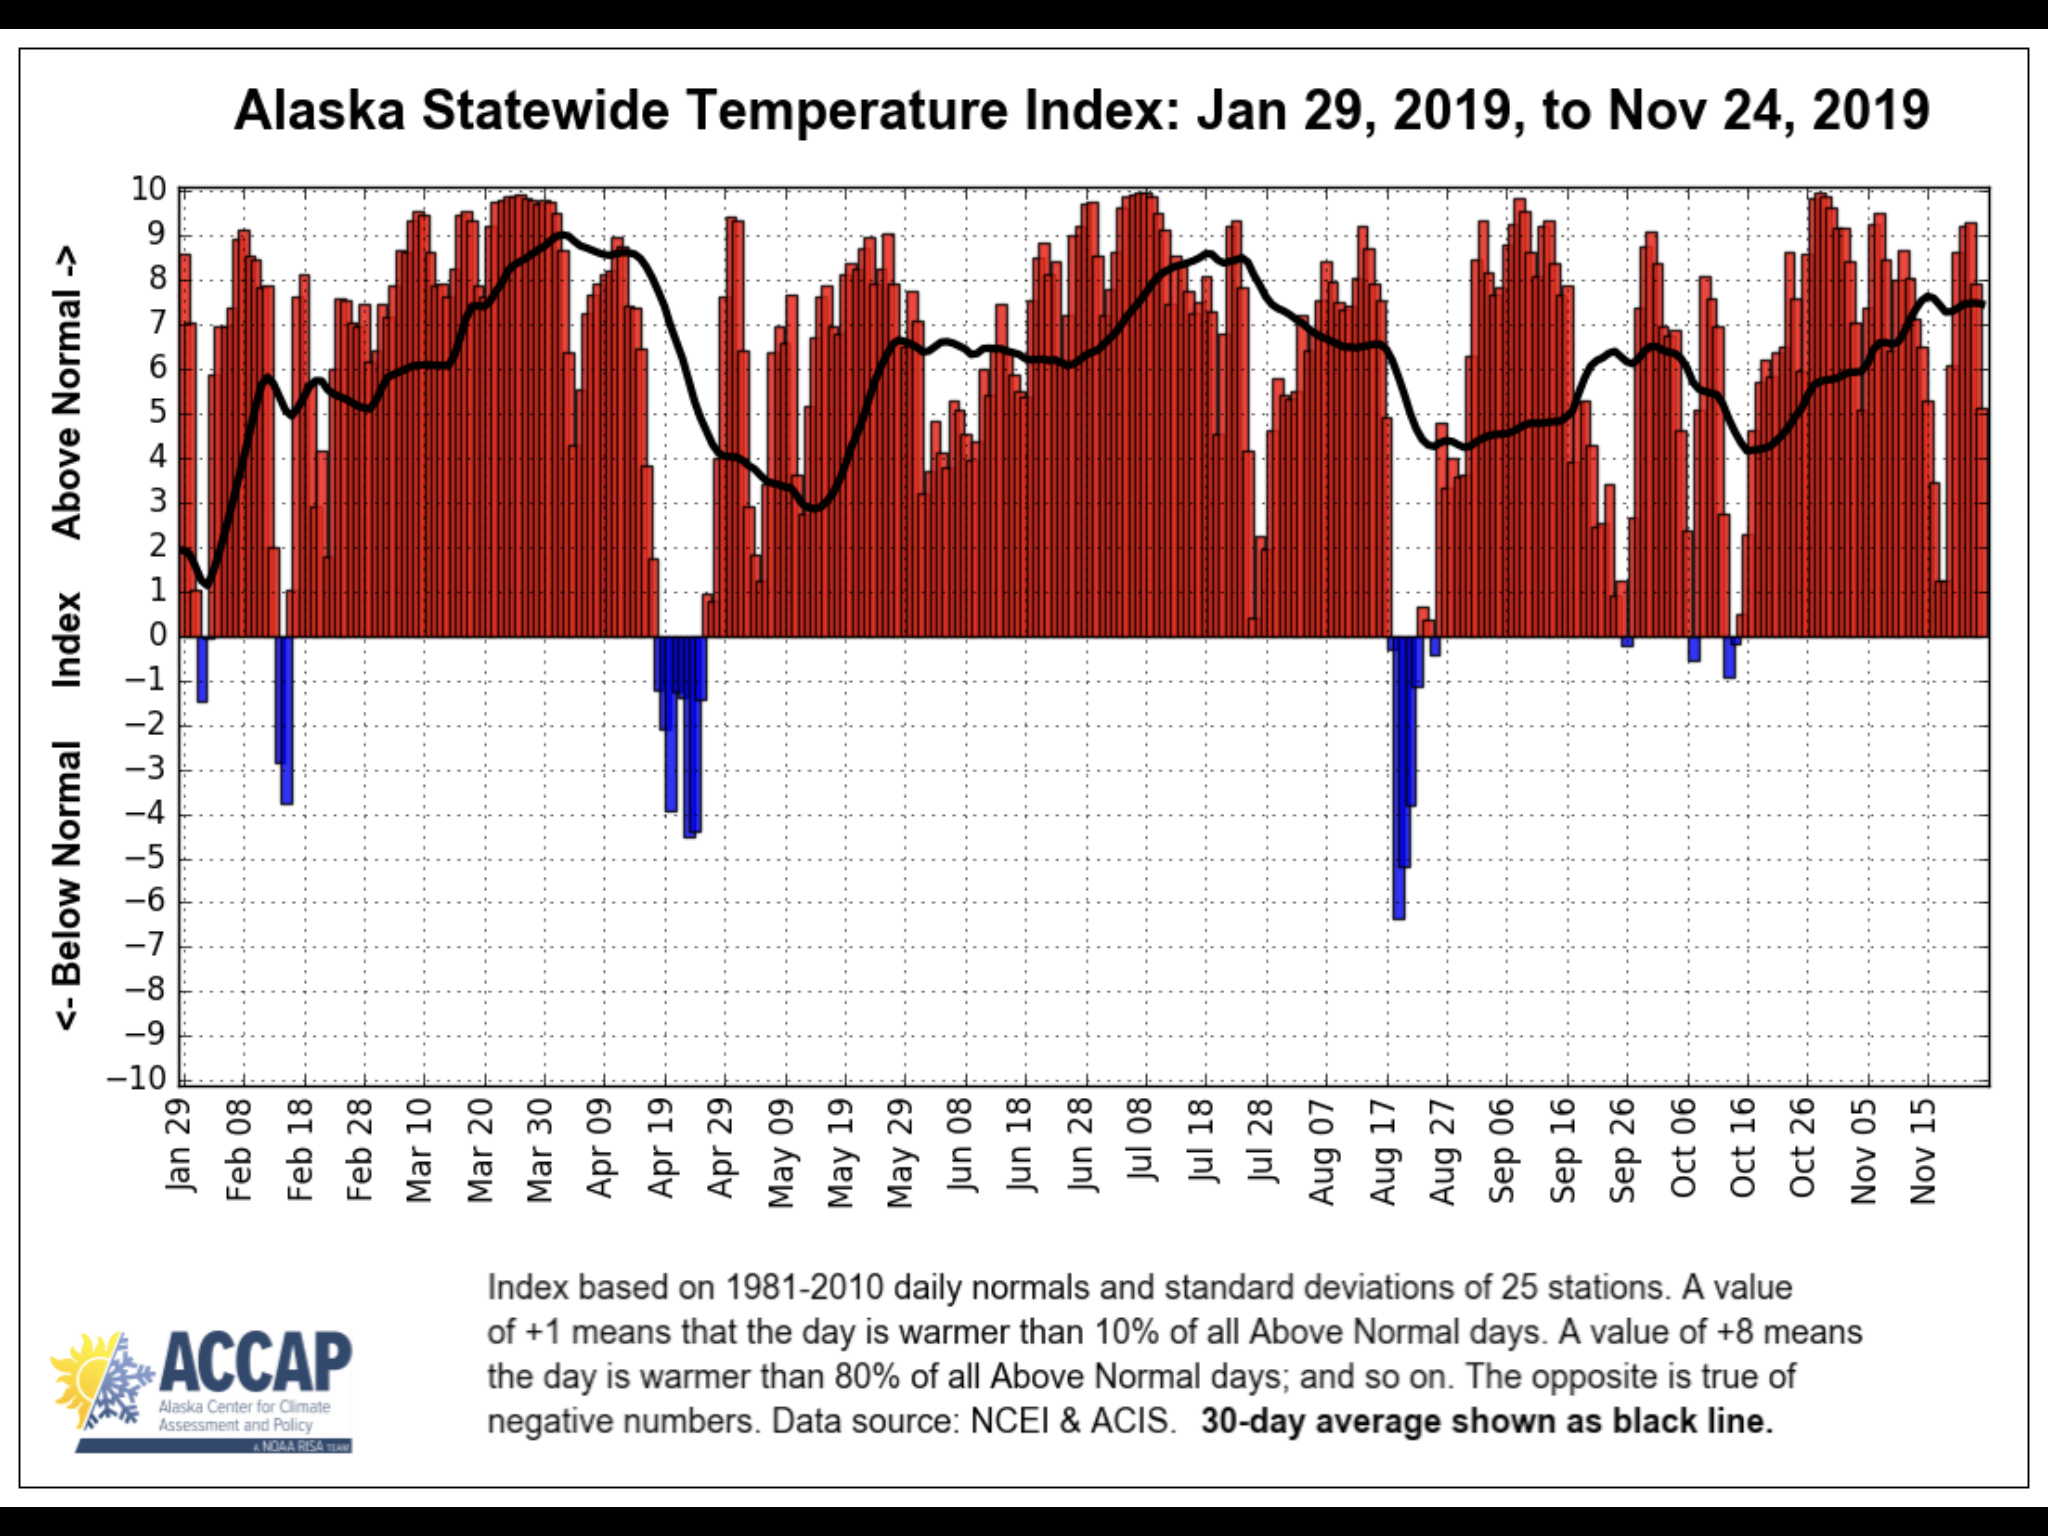 Alaska Statewide Temperature Index: Jan 29, 2019, to Nov 24, 2019
<- Below Normal Index Above Normal ->
10
9
8
7
6
5
4
3
2
1
0
−1
−2
−3
−4
−5
−6
−7
−8
−9
−10
Jan 29
Feb 08
Feb 18
Feb 28
Mar 10
Mar 20
Mar 30
Apr 09
Apr 19
Apr 29
May 09
May 19
May 29
Jun 08
Jun 18
Jun 28
Jul 08
Jul 18
Jul 28
Aug 07
Aug 17
Aug 27
Sep 06
Sep 16
Sep 26
Oct 06
Oct 16
Oct 26
Nov 05
Nov 15
Index based on 1981-2010 daily normals and standard deviations of 25 stations. A value
of +1 means that the day is warmer than 10% of all Above Normal days. A value of +8 means
the day is warmer than 80% of all Above Normal days; and so on. The opposite is true of
negative numbers. Data source: NCEI & ACIS. 30-day average shown as black line.
ACCAP
Alaska Center for Climate
Assessment and Policy
A NOAA RISA TEAM